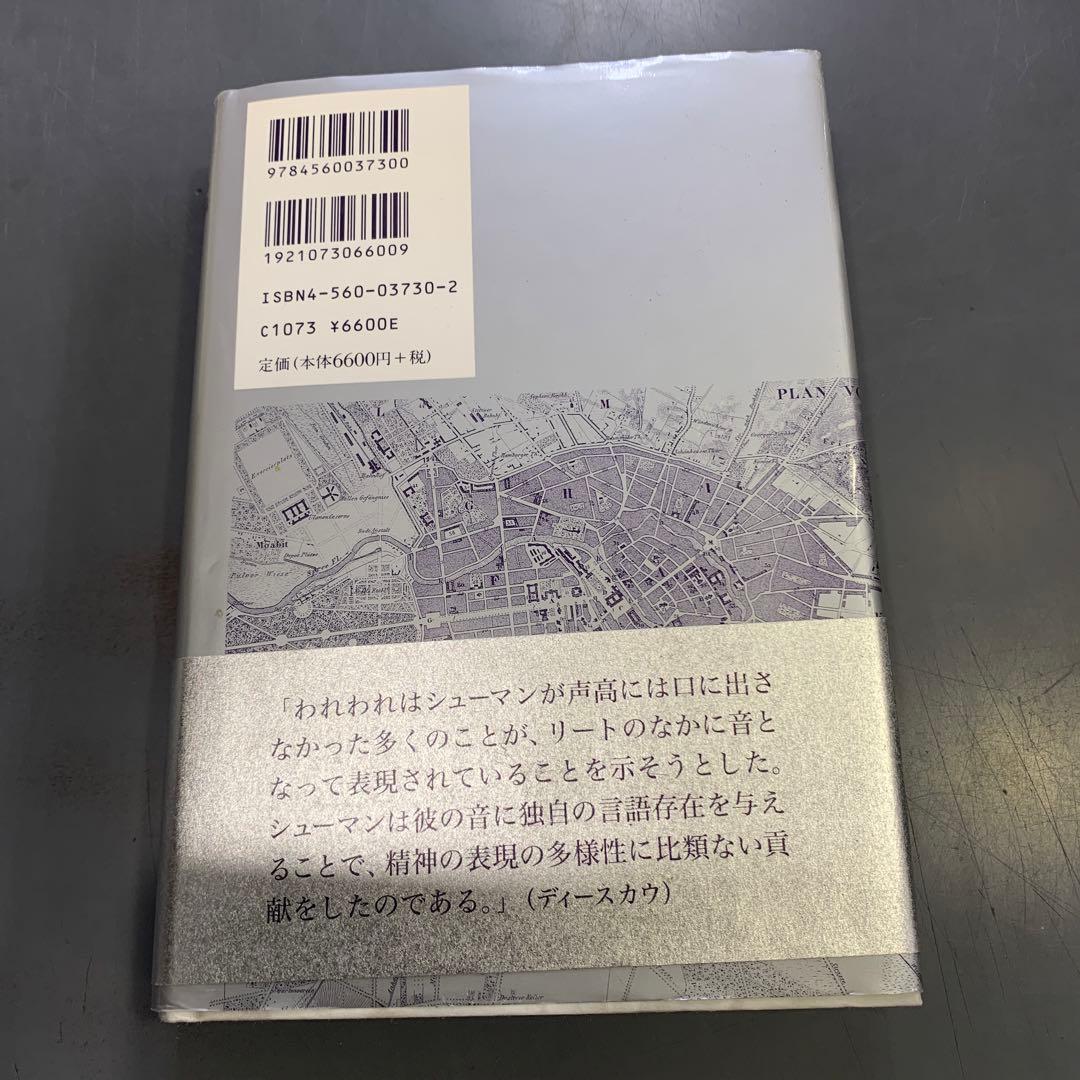 9784560037300
1921073066009
ISBN4-560-03730-2
C1073 ¥6600E
定価(本体6600円+税)
PLAN VO
L
M
G
H
I
F
Exercierplatz
Moabit
Pulver Wiese
「われわれはシューマンが声高には口に出さ
なかった多くのことが、リートのなかに音と
なって表現されていることを示そうとした。
シューマンは彼の音に独自の言語存在を与え
ることで、精神の表現の多様性に比類ない貢
献をしたのである。」(ディースカウ)